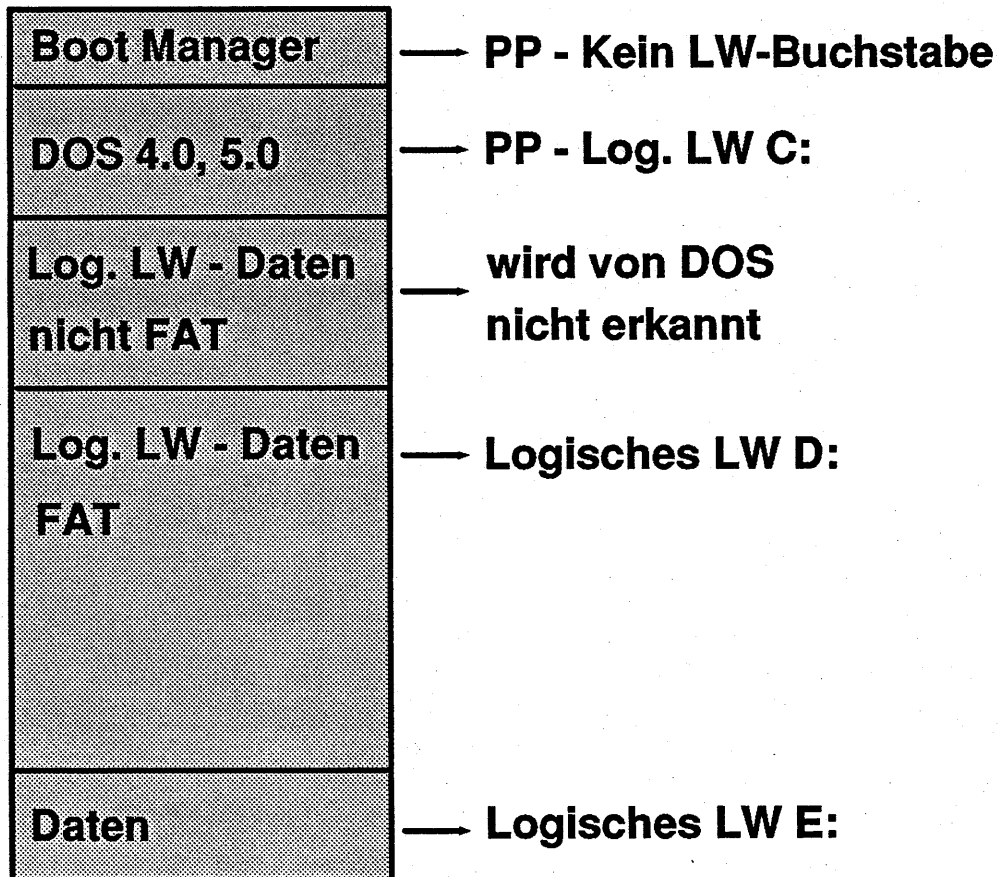 Boot Manager
PP - Kein LW-Buchstabe
DOS 4.0, 5.0
PP - Log. LW C:
Log. LW - Daten
nicht FAT
wird von DOS
nicht erkannt
Log. LW - Daten
FAT
Logisches LW D:
Daten
Logisches LW E: